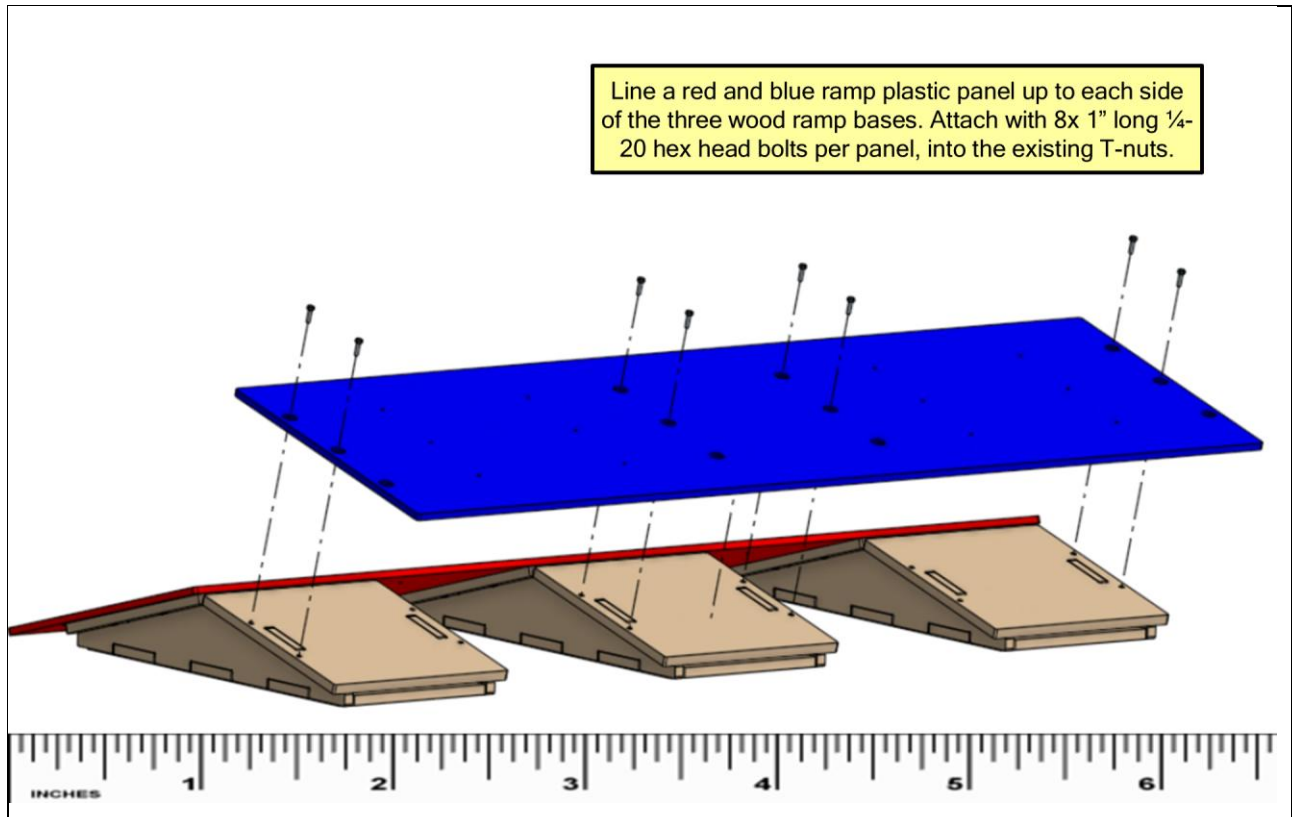 Line a red and blue ramp plastic panel up to each side
of the three wood ramp bases. Attach with 8x 1” long ¼-
20 hex head bolts per panel, into the existing T-nuts.
1 2 3 4 5 6
INCHES